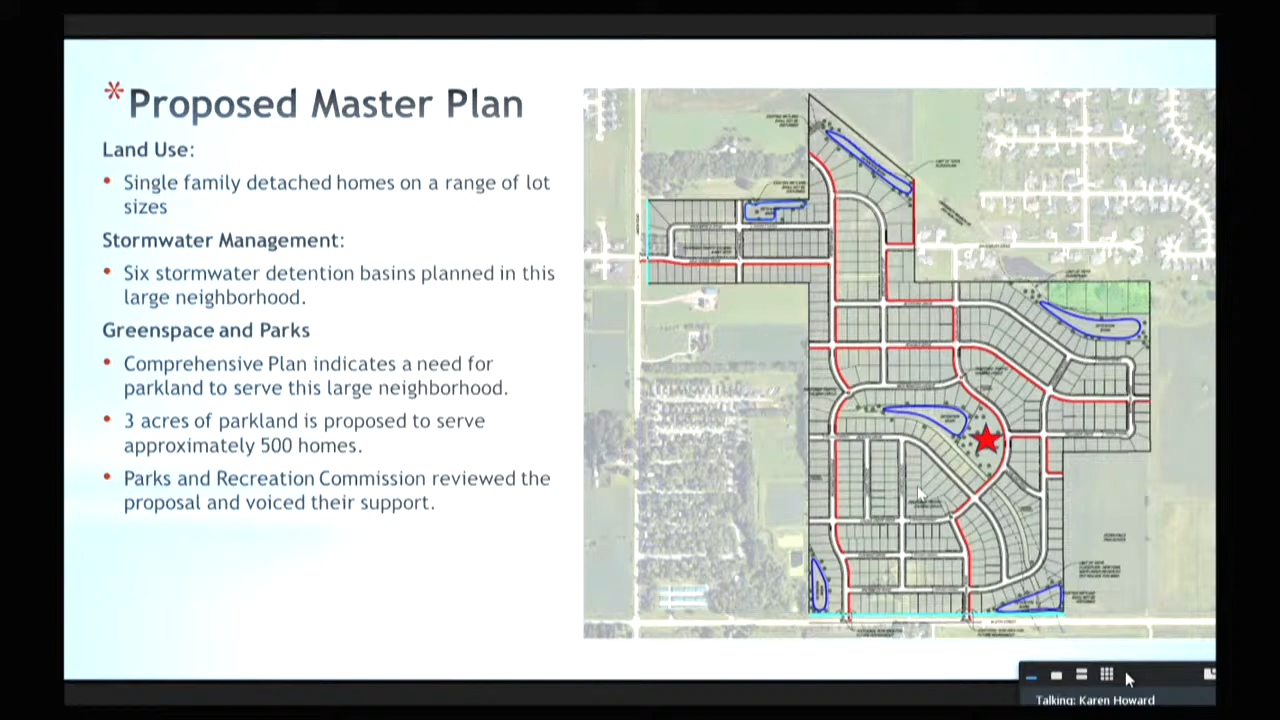 *Proposed Master Plan
Land Use:
• Single family detached homes on a range of lot
sizes
Stormwater Management:
• Six stormwater detention basins planned in this
large neighborhood.
Greenspace and Parks
• Comprehensive Plan indicates a need for
parkland to serve this large neighborhood.
• 3 acres of parkland is proposed to serve
approximately 500 homes.
• Parks and Recreation Commission reviewed the
proposal and voiced their support.
Talking: Karen Howard